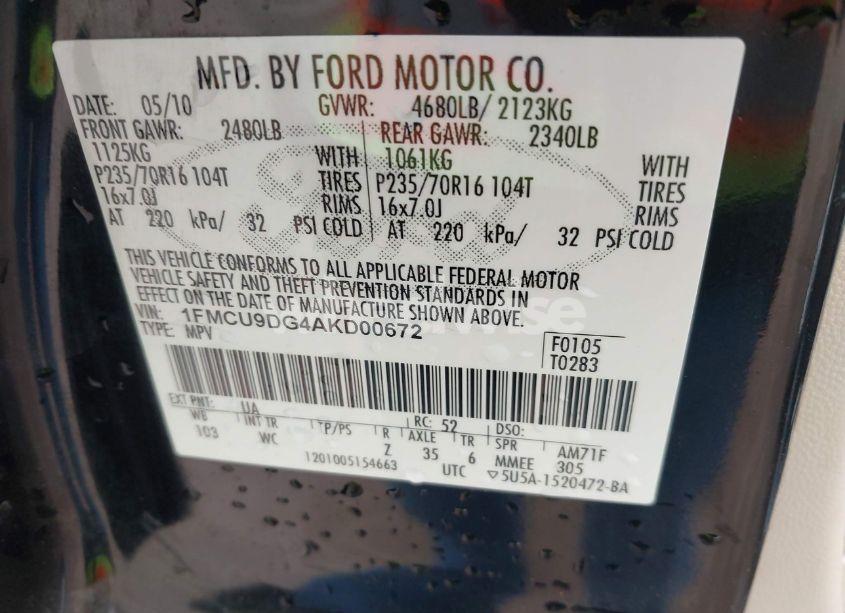 MFD. BY FORD MOTOR CO.
DATE: 05/10 GVWR: 4680LB/ 2123KG
FRONT GAWR: 2480LB REAR GAWR: 2340LB
1125KG WITH 1061KG WITH
P235/70R16 104T TIRES P235/70R16 104T TIRES
16x7.0J RIMS 16x7.0J RIMS
AT 220 kPa/ 32 PSI COLD AT 220 kPa/ 32 PSI COLD
THIS VEHICLE CONFORMS TO ALL APPLICABLE FEDERAL MOTOR
VEHICLE SAFETY AND THEFT PREVENTION STANDARDS IN
EFFECT ON THE DATE OF MANUFACTURE SHOWN ABOVE.
VIN: 1FMCU9DG4AKD00672
TYPE: MPV
F0105
T0283
EXT PNT: UA RC: 52 DSO:
WB INT TR TP/PS R AXLE TR SPR AM71F
103 WC Z 35 6 MMEE 305
1201005154663 UTC ▽5U5A-1520472-BA